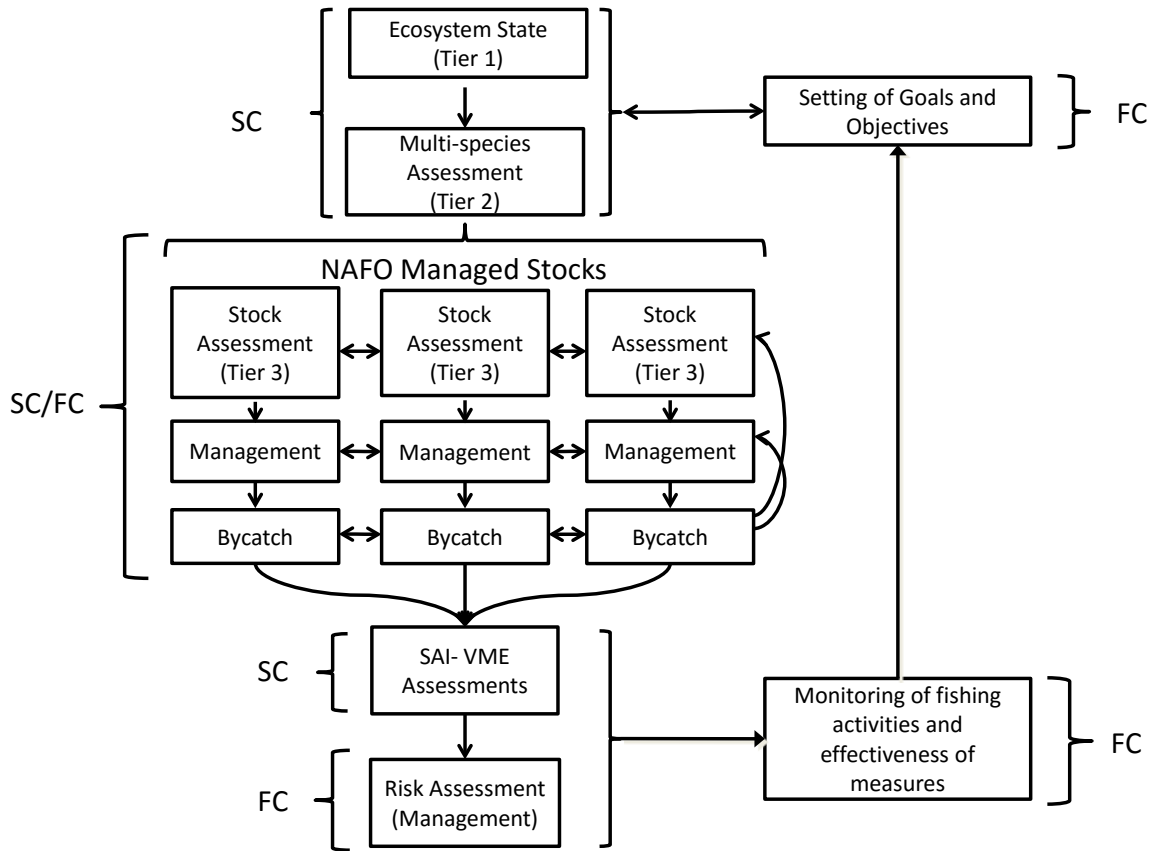 Ecosystem State
(Tier 1)
SC
Setting of Goals and
Objectives
FC
Multi-species
Assessment
(Tier 2)
NAFO Managed Stocks
Stock
Assessment
(Tier 3)
Stock
Assessment
(Tier 3)
Stock
Assessment
(Tier 3)
SC/FC
Management
Management
Management
Bycatch
Bycatch
Bycatch
SC
SAI- VME
Assessments
Monitoring of fishing
activities and
effectiveness of
measures
FC
FC
Risk Assessment
(Management)